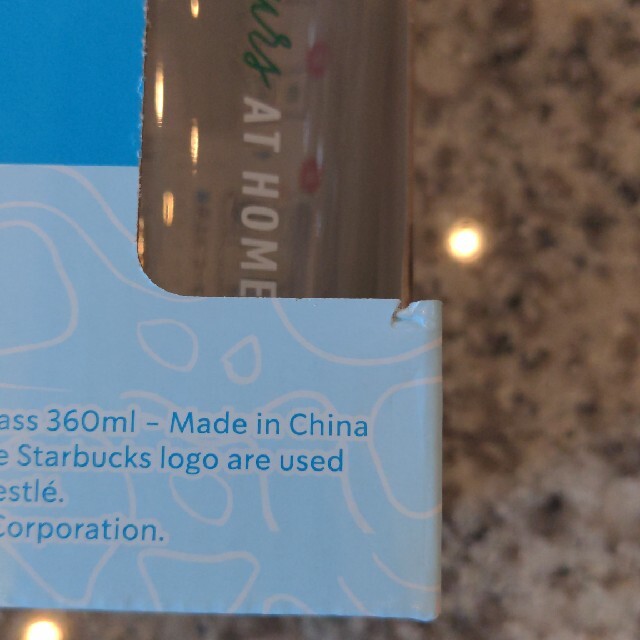 AT HOME
ass 360ml – Made in China
e Starbucks logo are used
estlé.
Corporation.